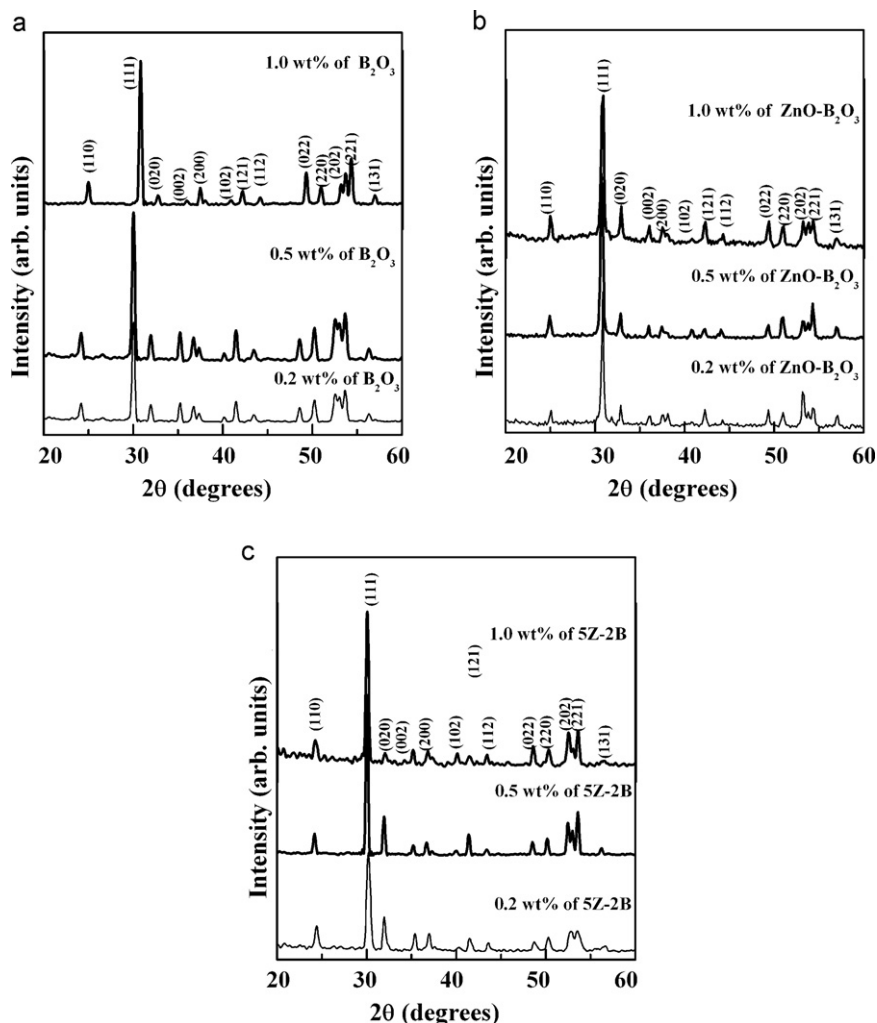 a
1.0 wt% of B₂O₃
(111)
(110)
(020)
(002)
(200)
(102)
(121)
(112)
(022)
(220)
(202)
221)
(131)
0.5 wt% of B₂O₃
0.2 wt% of B₂O₃
Intensity (arb. units)
20 30 40 50 60
2θ (degrees)
b
(111)
1.0 wt% of ZnO-B₂O₃
(110)
(020)
(002)
(200)
(102)
(121)
(112)
(022)
(220)
(202)
(221)
(131)
0.5 wt% of ZnO-B₂O₃
0.2 wt% of ZnO-B₂O₃
Intensity (arb. units)
20 30 40 50 60
2θ (degrees)
c
(111)
1.0 wt% of 5Z-2B
(121)
(110)
(020)
(002)
(200)
(102)
(112)
(022)
(220)
(202)
(221)
(131)
0.5 wt% of 5Z-2B
0.2 wt% of 5Z-2B
Intensity (arb. units)
20 30 40 50 60
2θ (degrees)